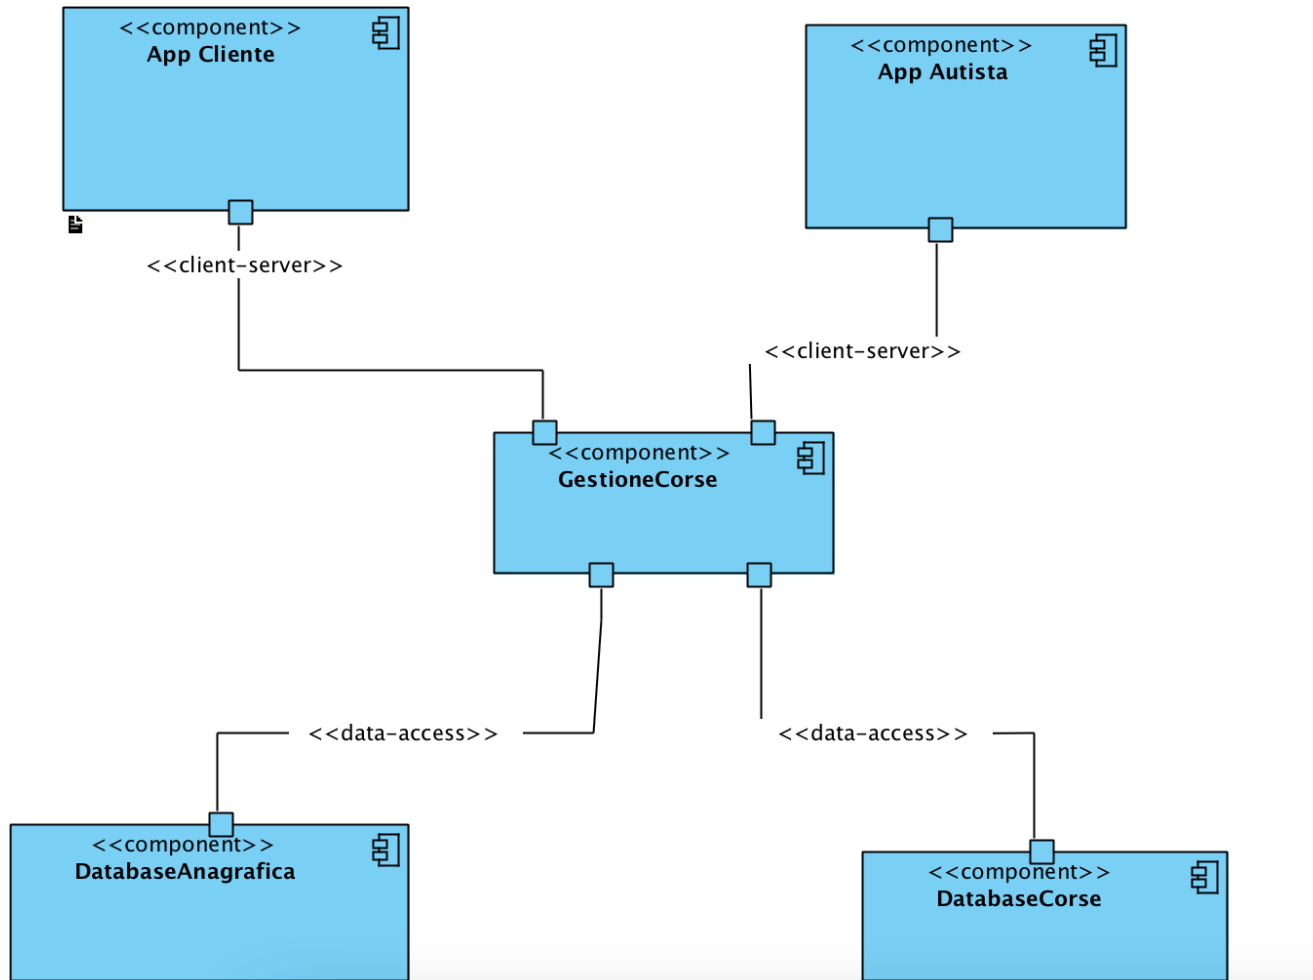 <<component>>
App Cliente
<<component>>
App Autista
<<client-server>>
<<client-server>>
<<component>>
GestioneCorse
<<data-access>>
<<data-access>>
<<component>>
DatabaseAnagrafica
<<component>>
DatabaseCorse